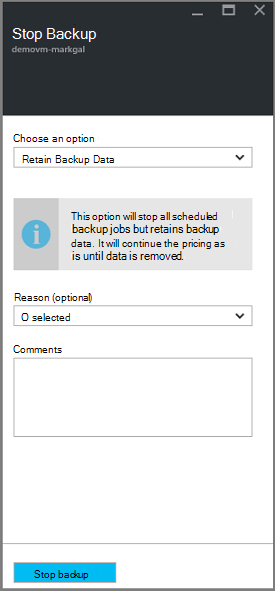 Stop Backup
demovm-markgal
Choose an option
Retain Backup Data
This option will stop all scheduled
backup jobs but retains backup
data. It will continue the pricing as
is until data is removed.
Reason (optional)
0 selected
Comments
Stop backup